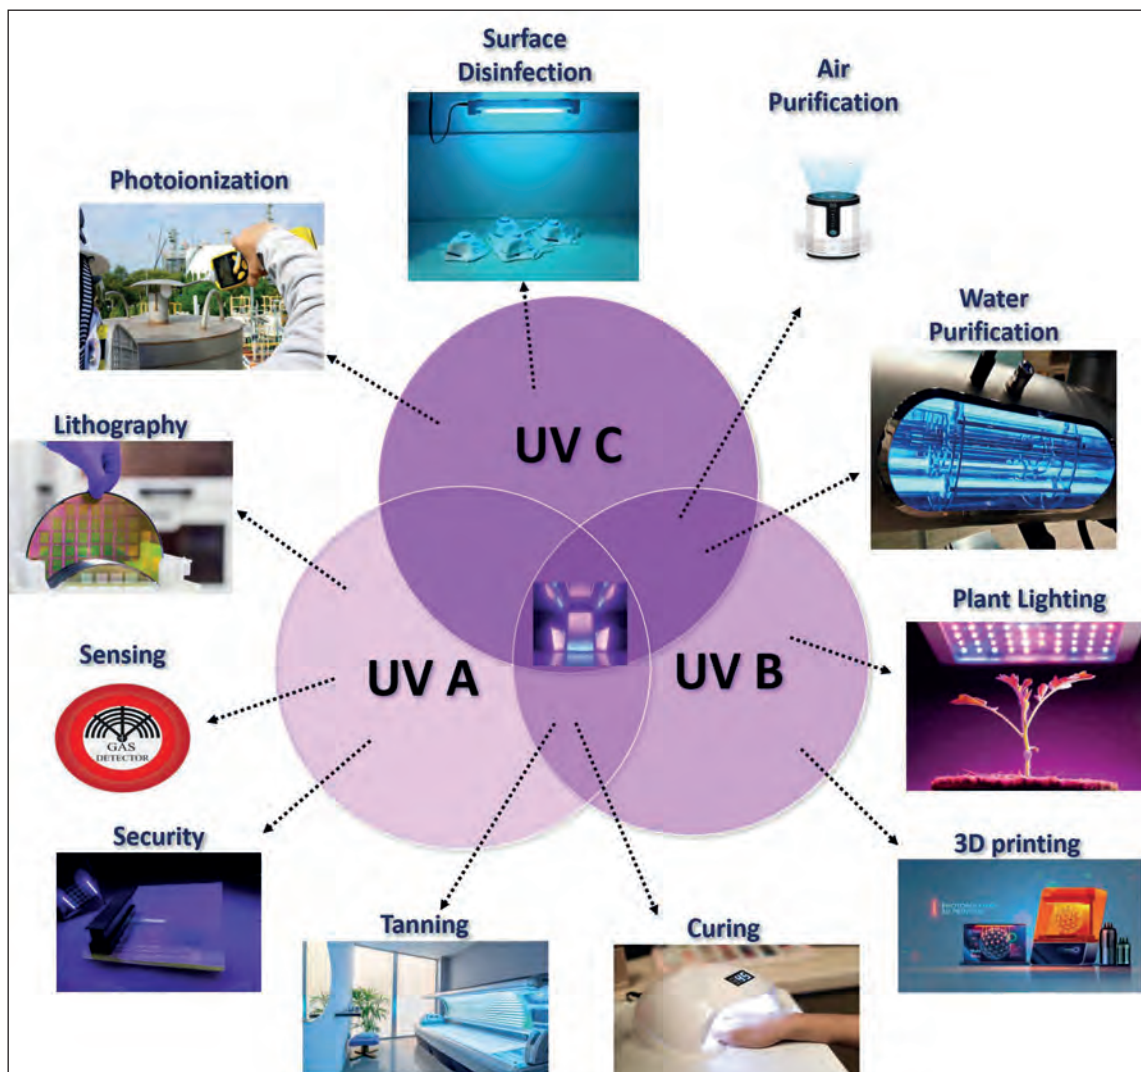 Surface
Disinfection
Air
Purification
Photoionization
Water
Purification
Lithography
UV C
Plant Lighting
Sensing
UV A
UV B
GAS
DETECTOR
Security
3D printing
Tanning
Curing